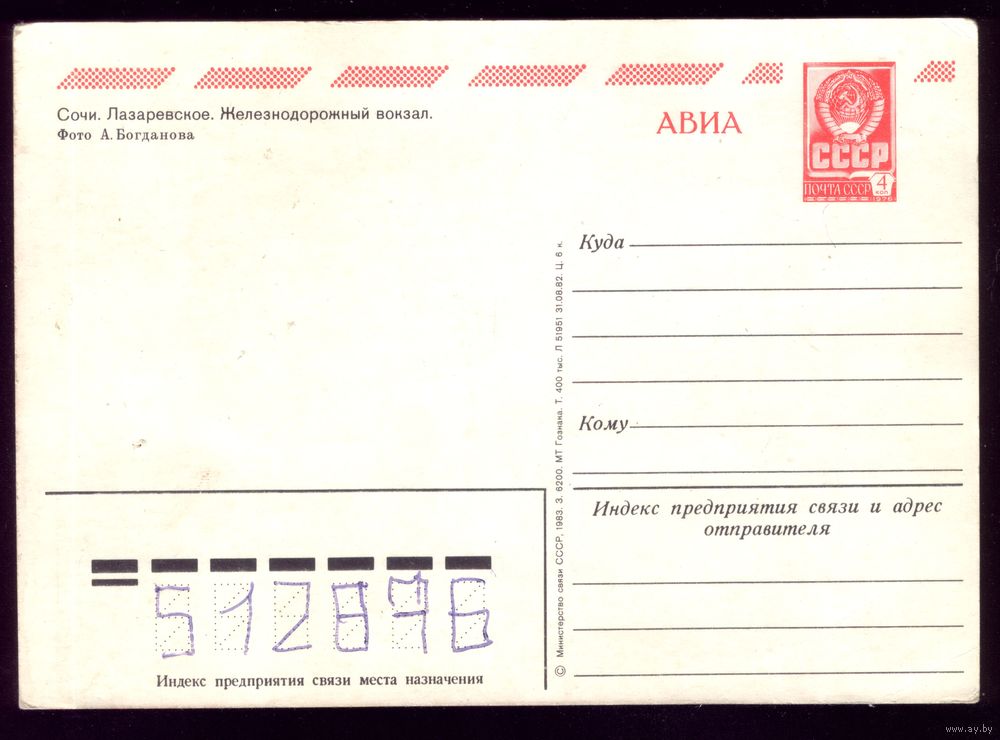 Сочи. Лазаревское. Железнодорожный вокзал.
Фото А. Богданова
АВИА
СССР
ПОЧТА СССР 4 КОП
1976
Куда
Кому
Индекс предприятия связи и адрес
отправителя
© Министерство связи СССР, 1983. З. 6200. МТ Гознака. Т. 400 тыс. Л 51951 31.08.82. Ц. 6 к.
512876
Индекс предприятия связи места назначения
www.ay.by